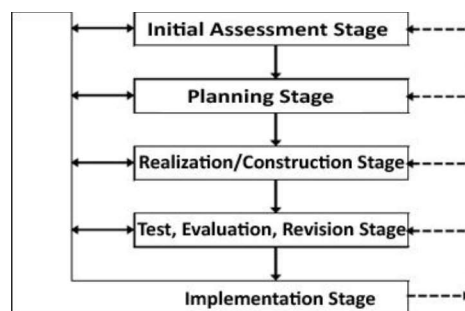 Initial Assessment Stage
Planning Stage
Realization/Construction Stage
Test, Evaluation, Revision Stage
Implementation Stage